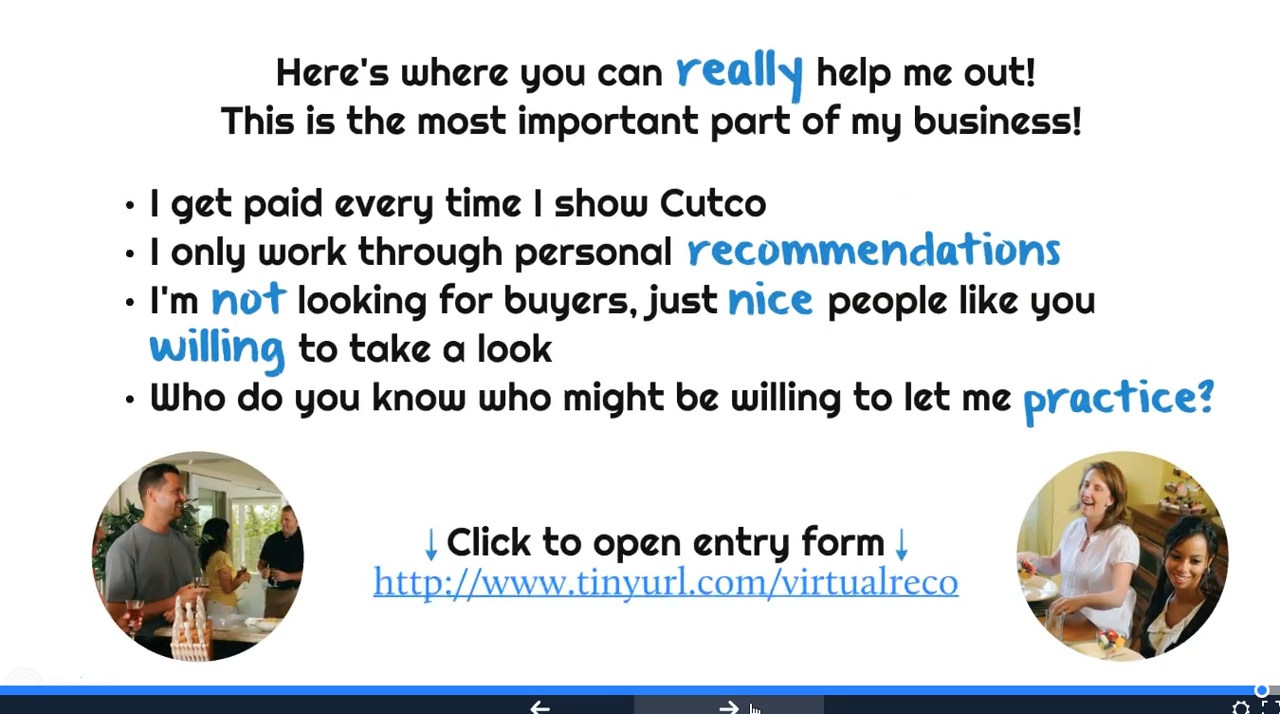 Here's where you can really help me out!
This is the most important part of my business!
• I get paid every time I show Cutco
• I only work through personal recommendations
• I'm not looking for buyers, just nice people like you
willing to take a look
• Who do you know who might be willing to let me practice?
↓Click to open entry form↓
http://www.tinyurl.com/virtualreco